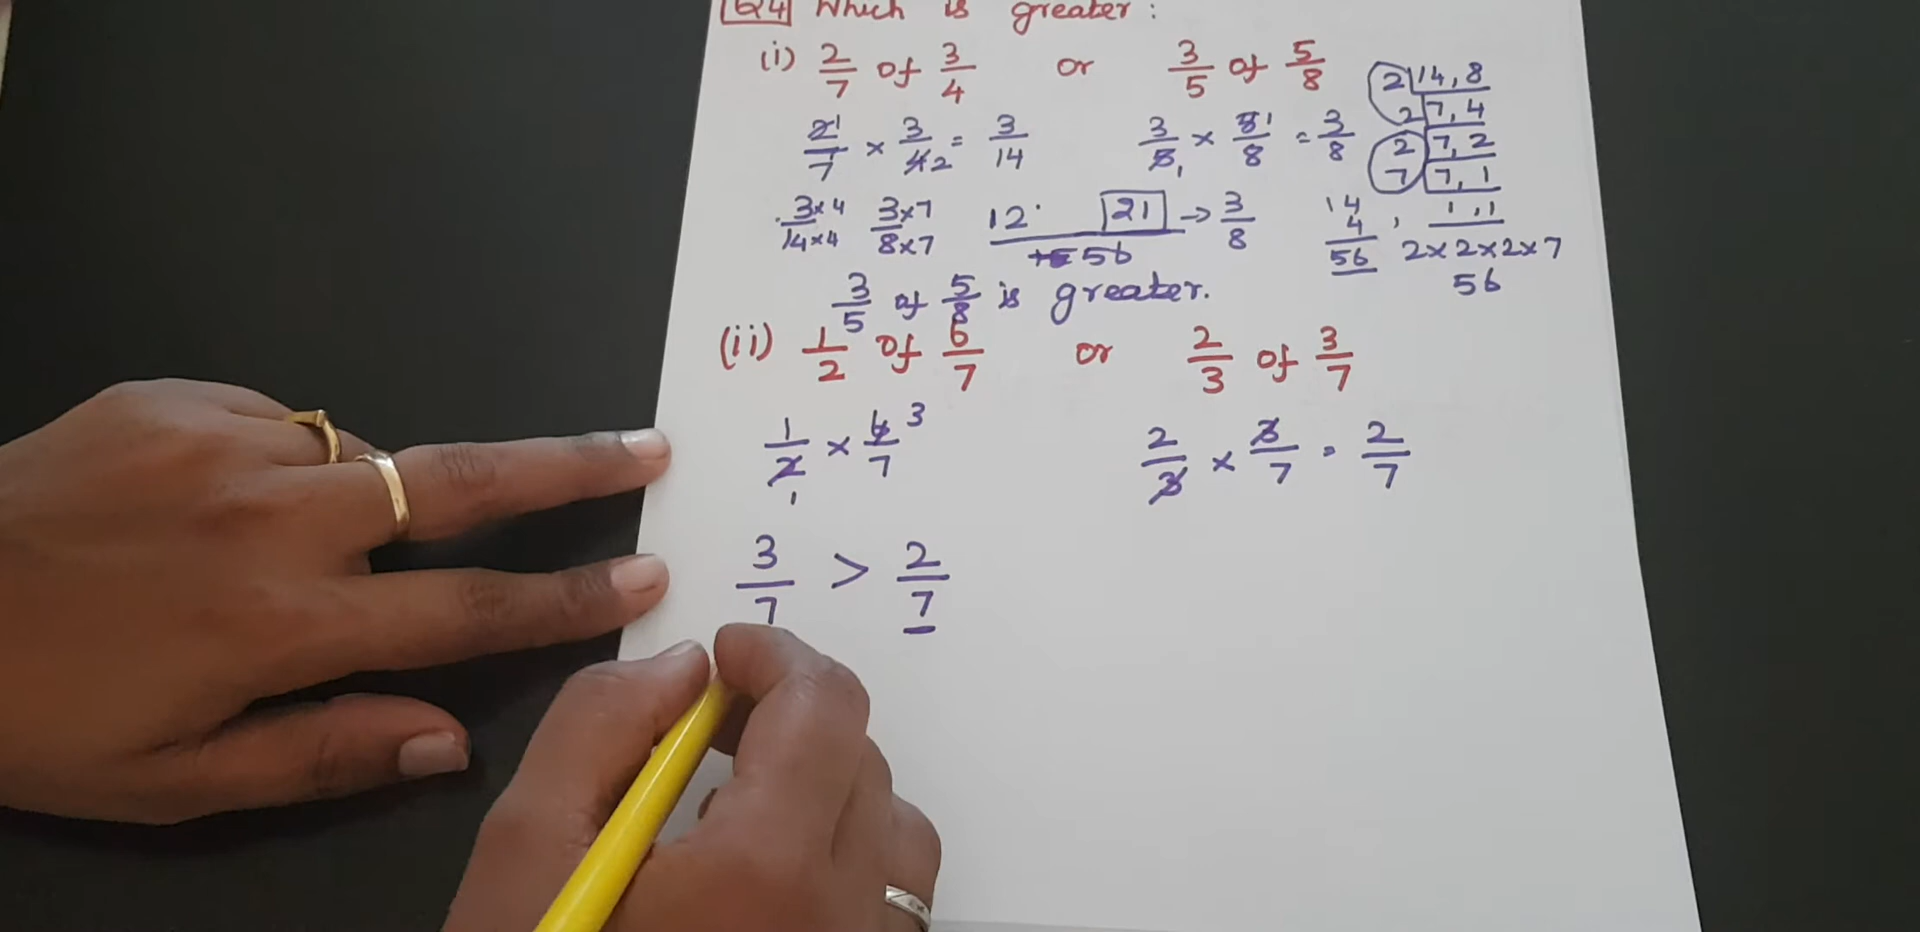 Q4 Which is greater:
(i) 2/7 of 3/4 or 3/5 of 5/8
2 1/7 × 3/4 2 = 3/14
3/5 1 × 5 1/8 = 3/8
2 | 14, 8
2 | 7, 4
2 | 7, 2
7 | 7, 1
1, 1
2×2×2×7
56
14
4
56
,
3×4/14×4 3×7/8×7 12 21/56 → 3/8
3/5 of 5/8 is greater.
(ii) 1/2 of 6/7 or 2/3 of 3/7
1/2 1 × 6 3/7
2/3 × 3/7 = 2/7
3/7 > 2/7